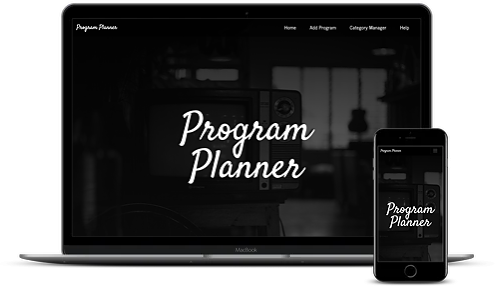 Program Planner
Home Add Program Category Manager Help
Program
Planner
MacBook
Program Planner
Program
Planner